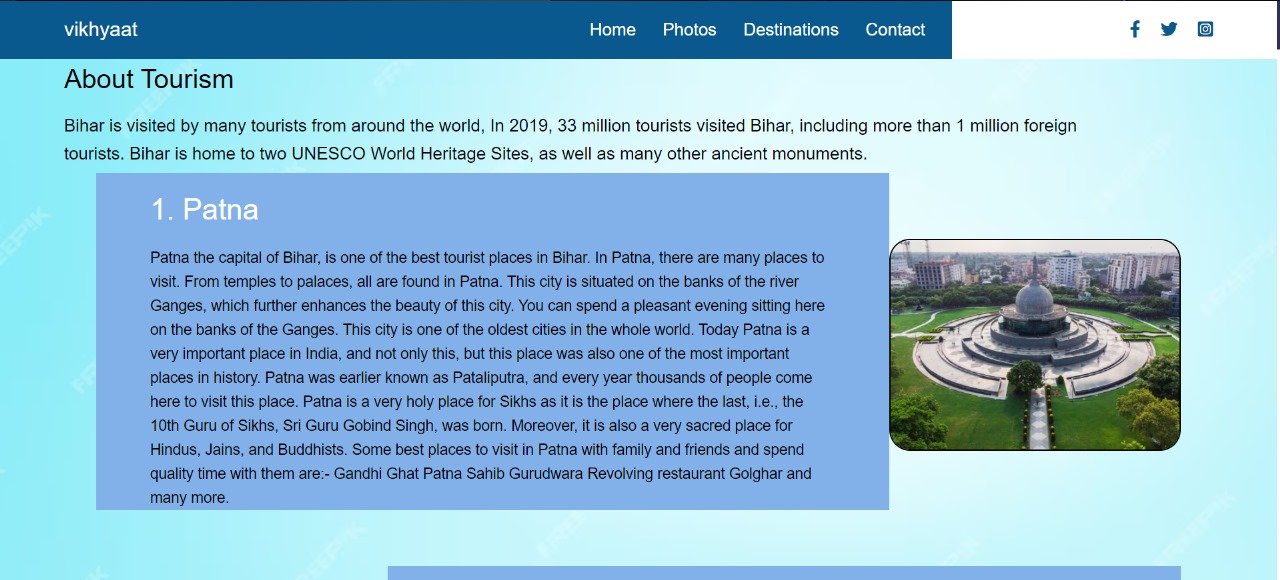 vikhyaat
Home Photos Destinations Contact
About Tourism
Bihar is visited by many tourists from around the world, In 2019, 33 million tourists visited Bihar, including more than 1 million foreign
tourists. Bihar is home to two UNESCO World Heritage Sites, as well as many other ancient monuments.
1. Patna
Patna the capital of Bihar, is one of the best tourist places in Bihar. In Patna, there are many places to
visit. From temples to palaces, all are found in Patna. This city is situated on the banks of the river
Ganges, which further enhances the beauty of this city. You can spend a pleasant evening sitting here
on the banks of the Ganges. This city is one of the oldest cities in the whole world. Today Patna is a
very important place in India, and not only this, but this place was also one of the most important
places in history. Patna was earlier known as Pataliputra, and every year thousands of people come
here to visit this place. Patna is a very holy place for Sikhs as it is the place where the last, i.e., the
10th Guru of Sikhs, Sri Guru Gobind Singh, was born. Moreover, it is also a very sacred place for
Hindus, Jains, and Buddhists. Some best places to visit in Patna with family and friends and spend
quality time with them are:- Gandhi Ghat Patna Sahib Gurudwara Revolving restaurant Golghar and
many more.